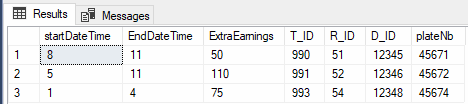 Results Messages
startDateTime EndDateTime ExtraEarnings T_ID R_ID D_ID plateNb
1 8 11 50 990 51 12345 45671
2 5 11 110 991 52 12346 45672
3 1 4 75 993 54 12348 45674